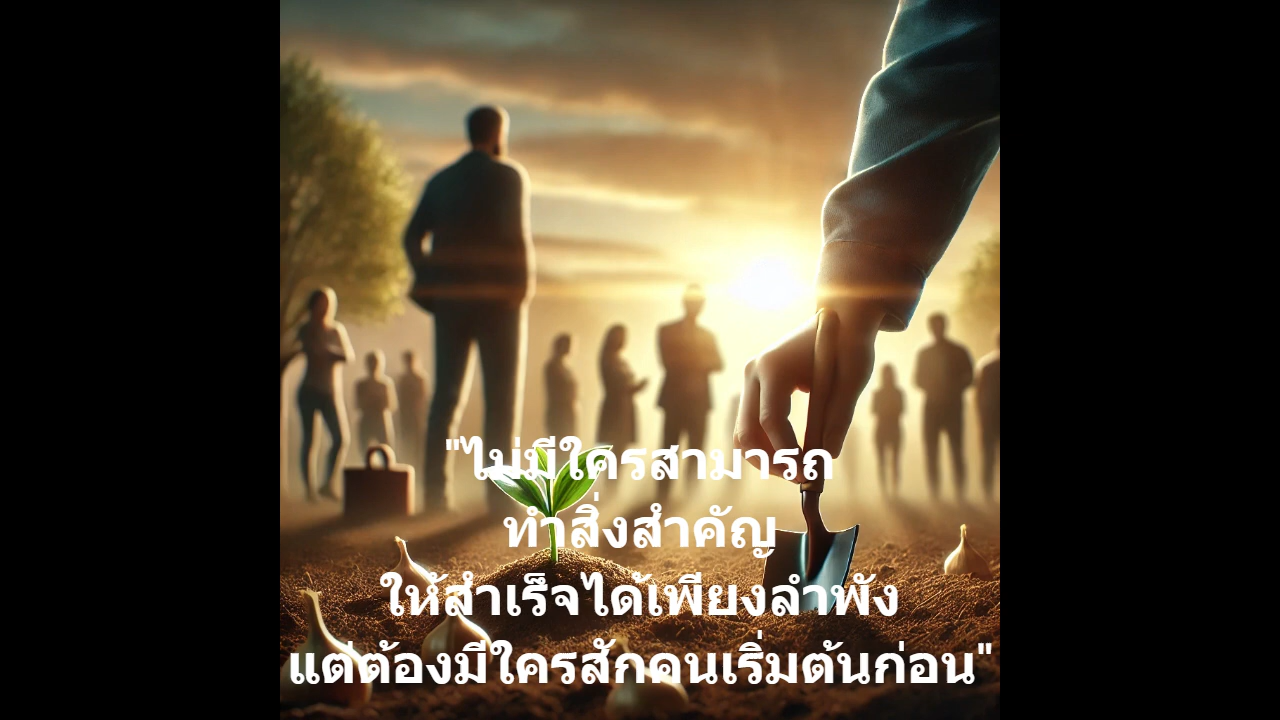 "ไม่มีใครสามารถ
ทำสิ่งสำคัญ
ให้สำเร็จได้เพียงลำพัง
แต่ต้องมีใครสักคนเริ่มต้นก่อน"